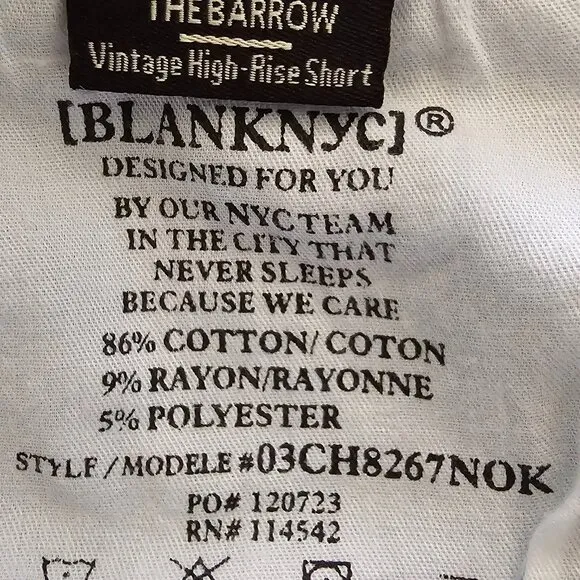 THE BARROW
Vintage High-Rise Short
[BLANKNYC]®
DESIGNED FOR YOU
BY OUR NYC TEAM
IN THE CITY THAT
NEVER SLEEPS
BECAUSE WE CARE
86% COTTON/ COTON
9% RAYON/RAYONNE
5% POLYESTER
STYLE/MODELE #03CH8267NOK
PO# 120723
RN# 114542